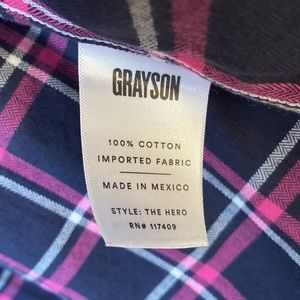 GRAYSON
100% COTTON
IMPORTED FABRIC
MADE IN MEXICO
STYLE: THE HERO
RN# 117409